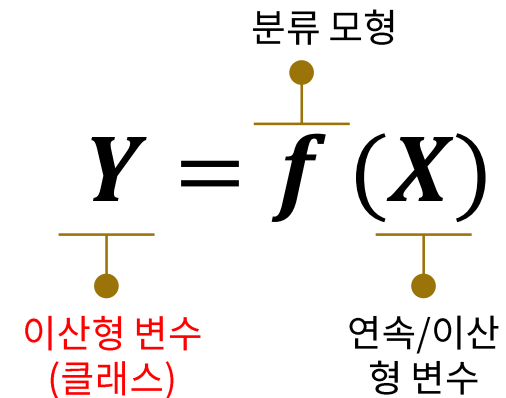 분류 모형
Y = f (X)
이산형 변수
(클래스)
연속/이산
형 변수